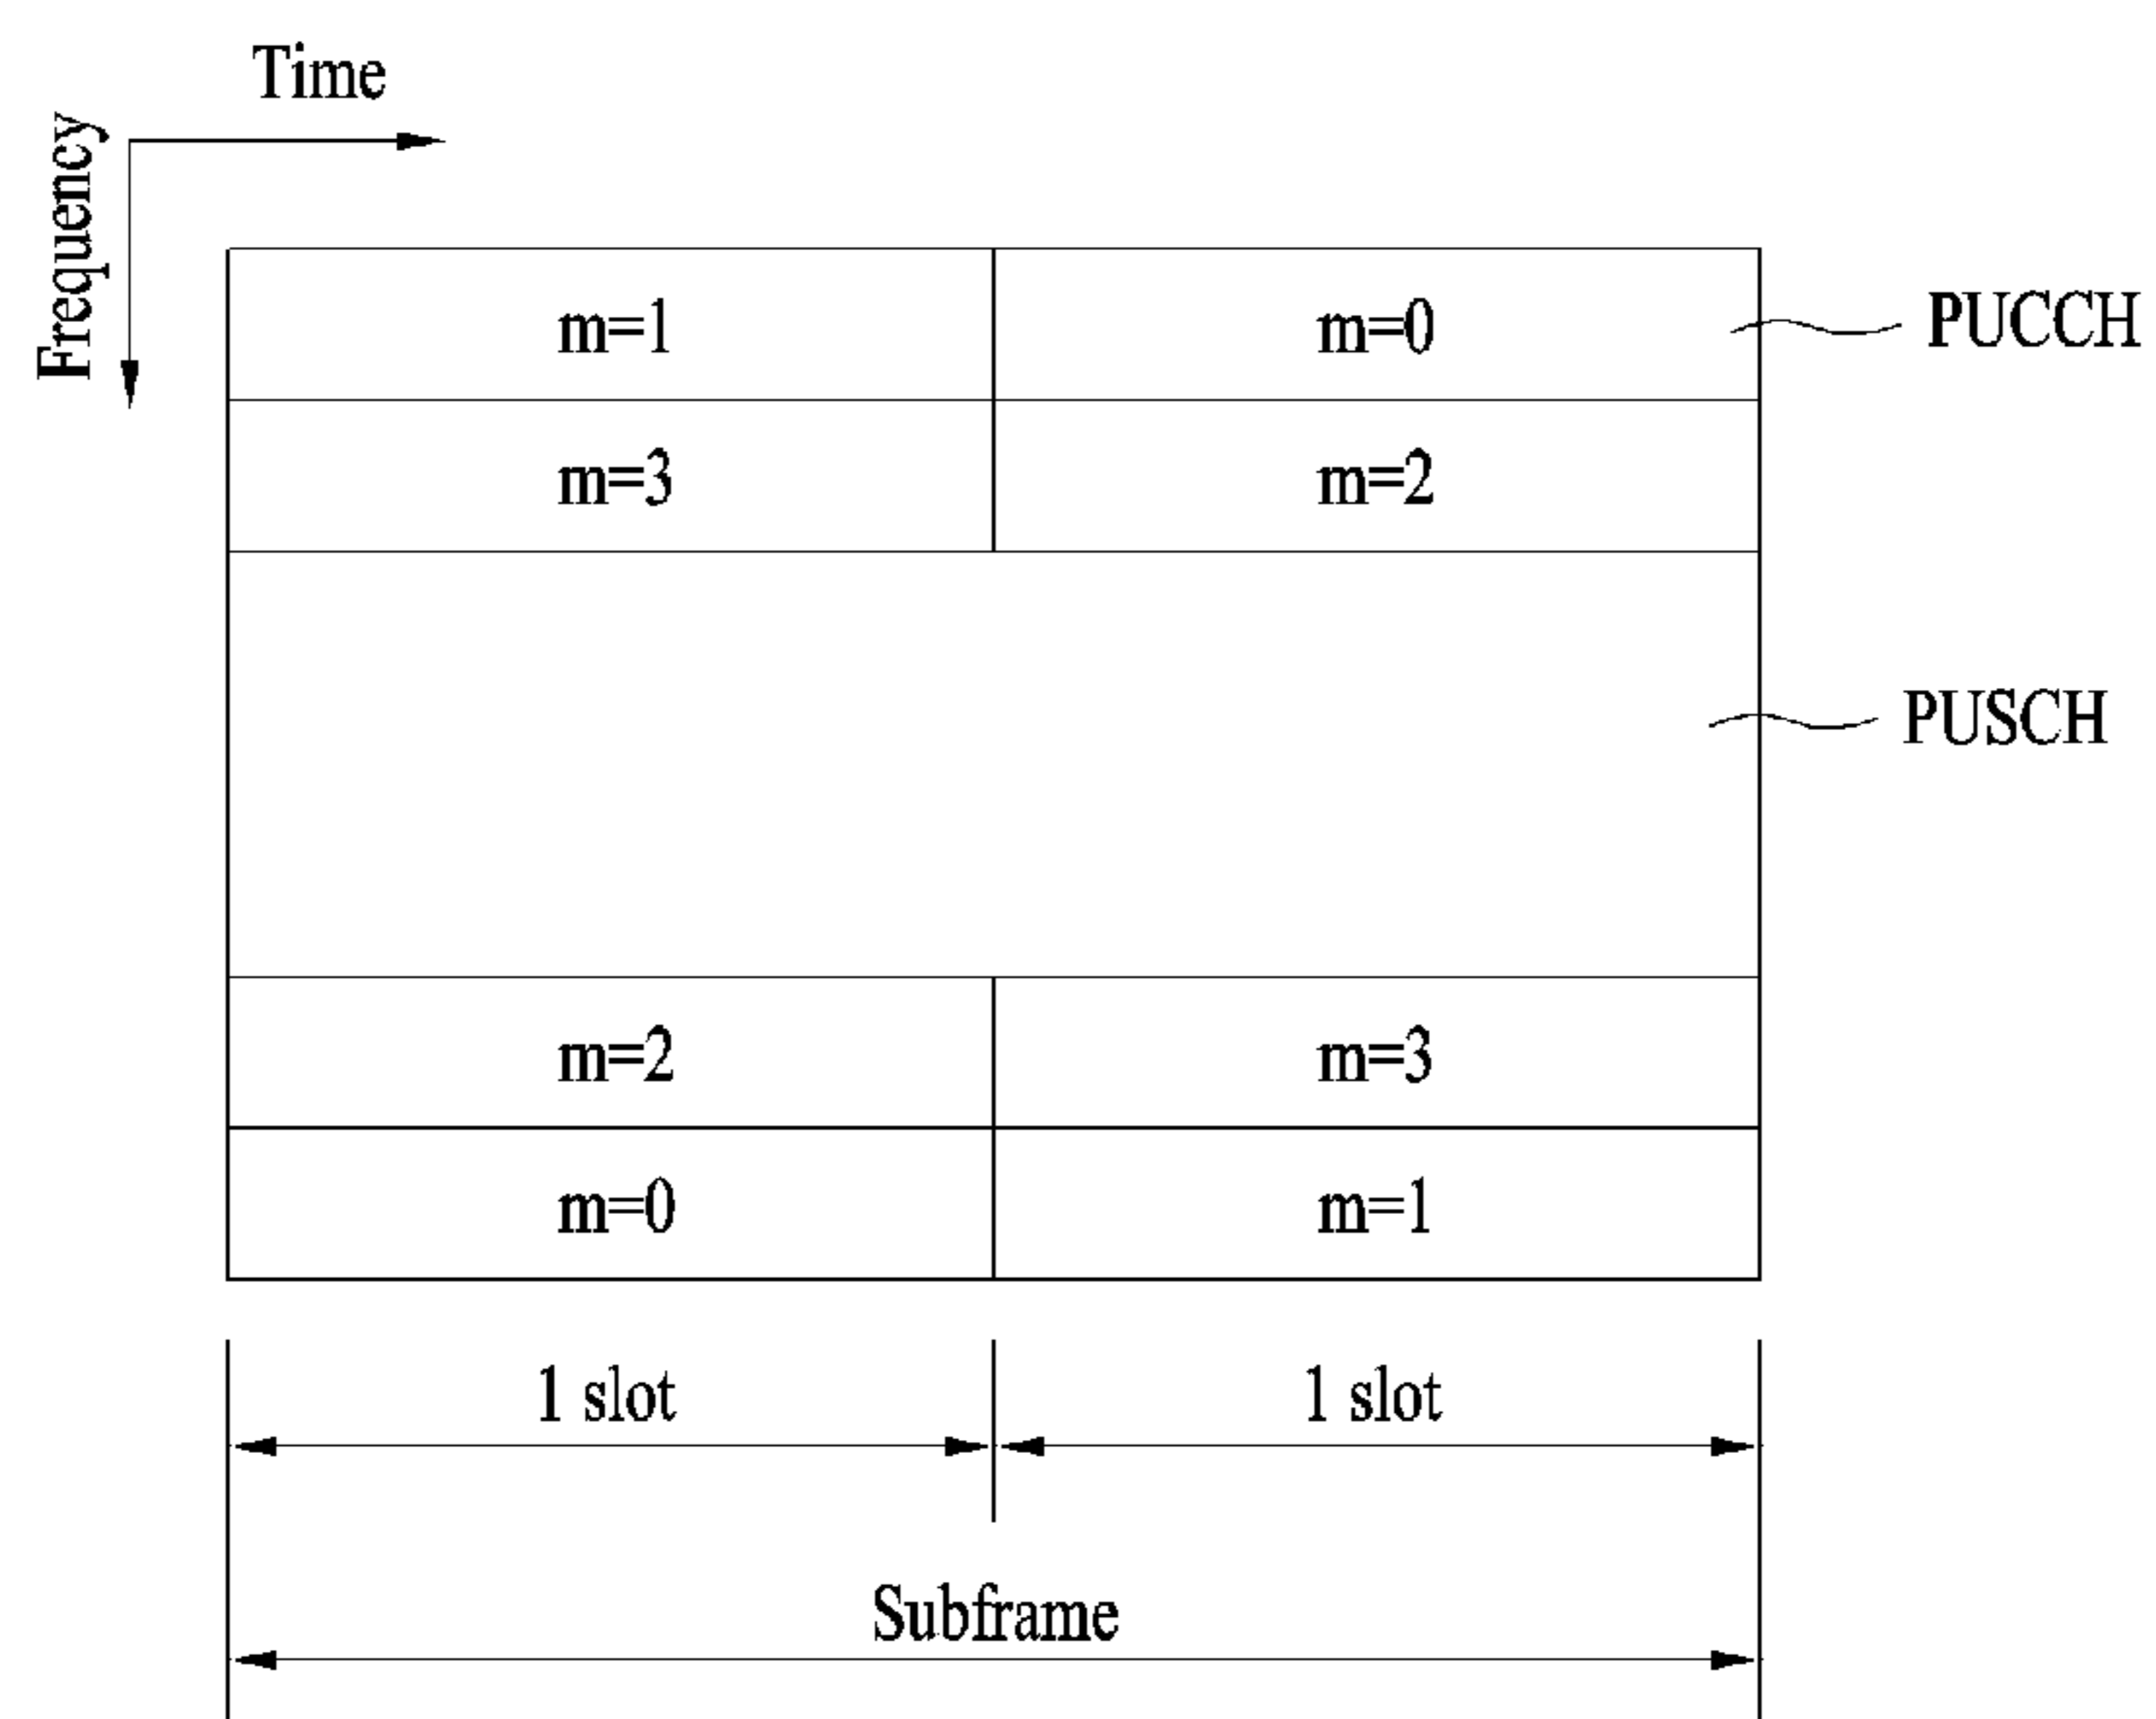 Time
Frequency
m=1 m=0 PUCCH
m=3 m=2
PUSCH
m=2 m=3
m=0 m=1
1 slot 1 slot
Subframe